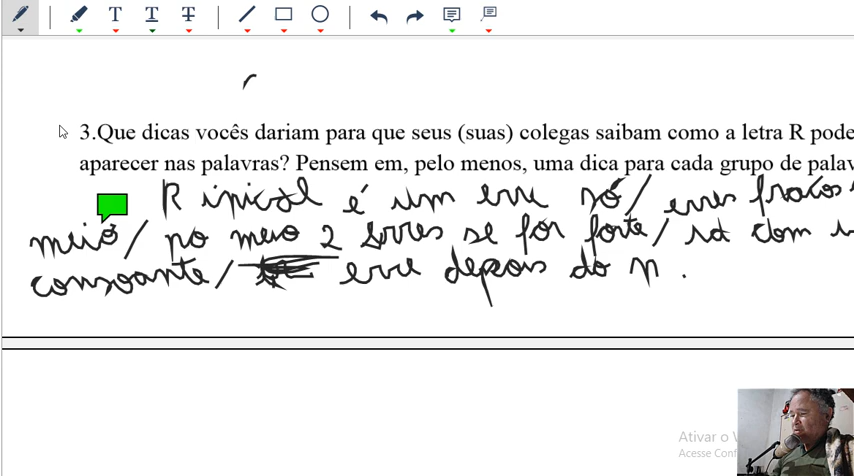 3.Que dicas vocês dariam para que seus (suas) colegas saibam como a letra R pode
aparecer nas palavras? Pensem em, pelo menos, uma dica para cada grupo de palav
R inicial é um erre só/ erres fracos
meio/ no meio 2 erres se for forte/ rd com
consoante/ erre depois do n.
Ativar o
Acesse Conf